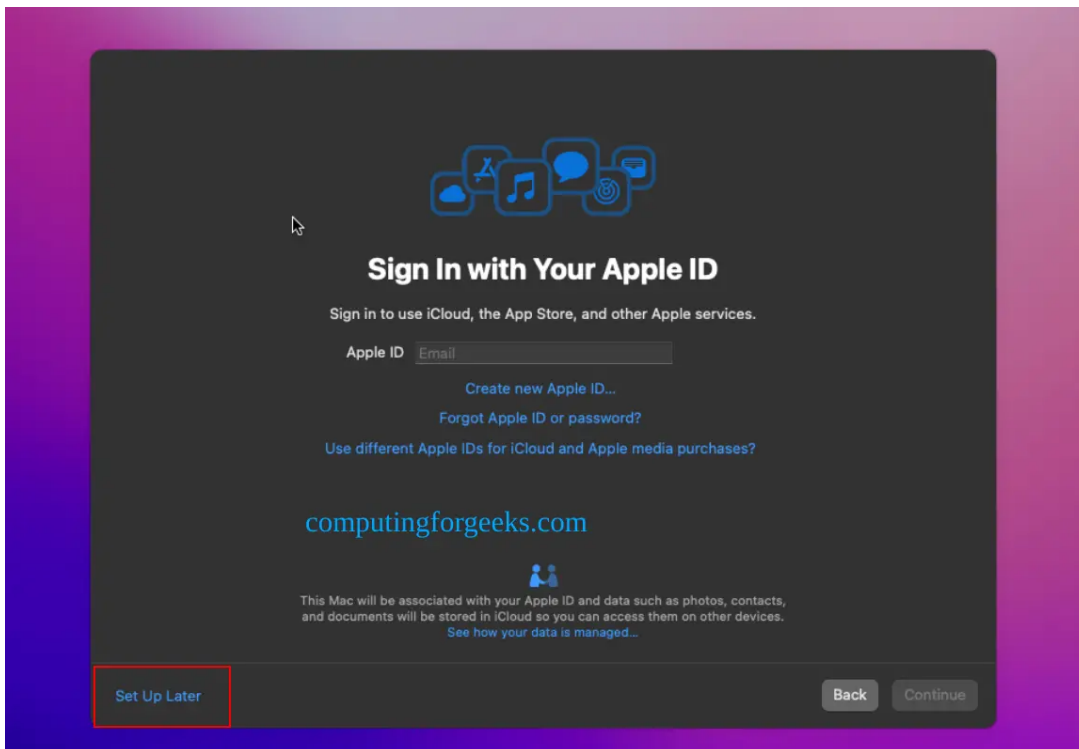 Sign In with Your Apple ID
Sign in to use iCloud, the App Store, and other Apple services.
Apple ID Email
Create new Apple ID...
Forgot Apple ID or password?
Use different Apple IDs for iCloud and Apple media purchases?
computingforgeeks.com
This Mac will be associated with your Apple ID and data such as photos, contacts,
and documents will be stored in iCloud so you can access them on other devices.
See how your data is managed...
Set Up Later Back Continue